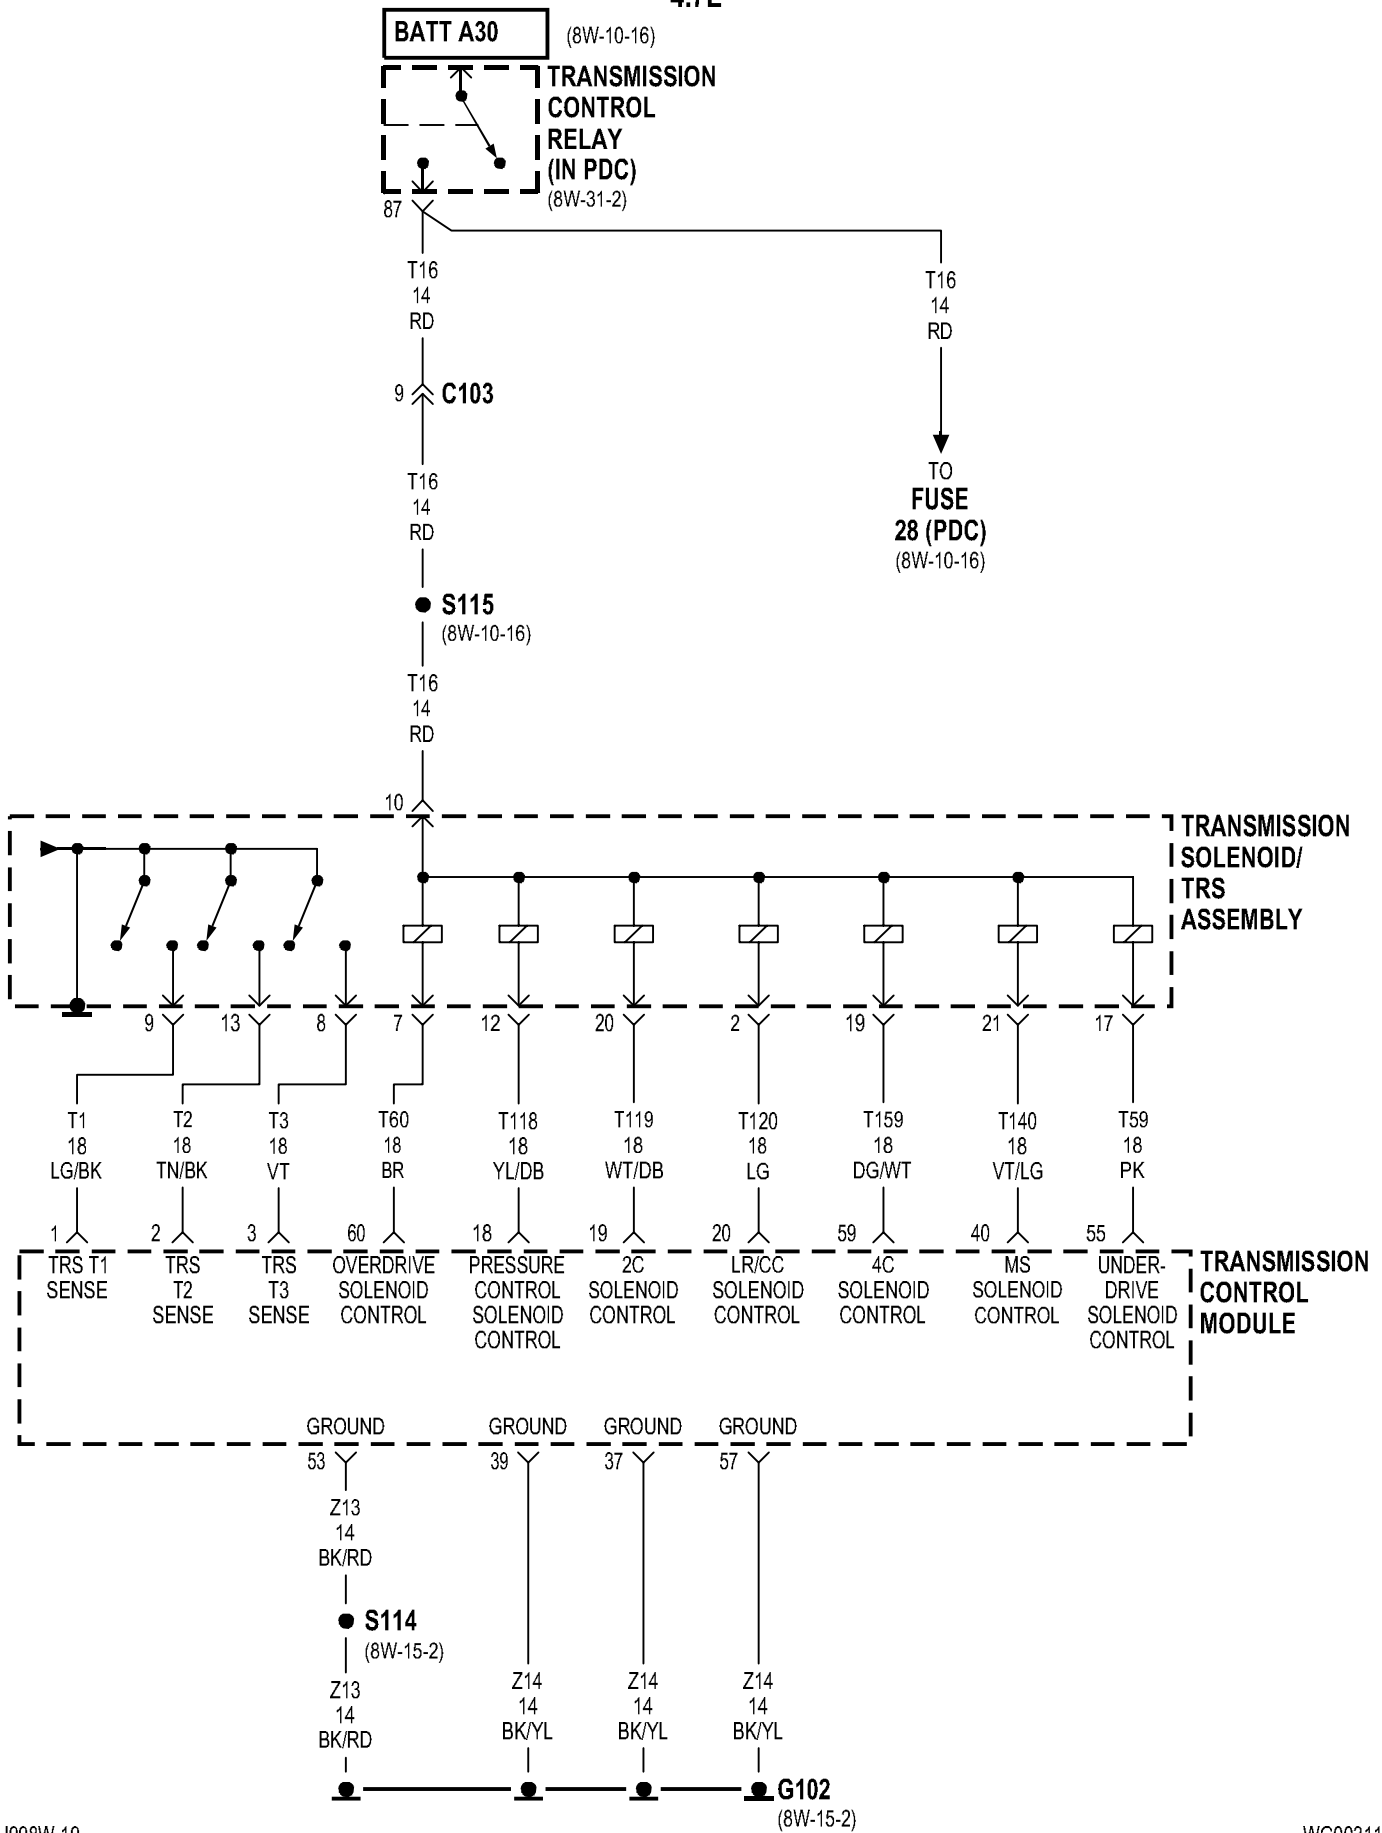 BATT A30
(8W-10-16)
TRANSMISSION
CONTROL
RELAY
(IN PDC)
(8W-31-2)
87
T16
14
RD
T16
14
RD
9
C103
TO
FUSE
28 (PDC)
(8W-10-16)
T16
14
RD
S115
(8W-10-16)
T16
14
RD
10
TRANSMISSION
SOLENOID/
TRS
ASSEMBLY
9 13 8 7 12 20 2 19 21 17
T1 T2 T3 T60 T118 T119 T120 T159 T140 T59
18 18 18 18 18 18 18 18 18 18
LG/BK TN/BK VT BR YL/DB WT/DB LG DG/WT VT/LG PK
1 2 3 60 18 19 20 59 40 55
TRS T1
SENSE
TRS
T2
SENSE
TRS
T3
SENSE
OVERDRIVE
SOLENOID
CONTROL
PRESSURE
CONTROL
SOLENOID
CONTROL
2C
SOLENOID
CONTROL
LR/CC
SOLENOID
CONTROL
4C
SOLENOID
CONTROL
MS
SOLENOID
CONTROL
UNDER-
DRIVE
SOLENOID
CONTROL
TRANSMISSION
CONTROL
MODULE
GROUND GROUND GROUND GROUND
53 39 37 57
Z13
14
BK/RD
S114
(8W-15-2)
Z13 Z14 Z14 Z14
14 14 14 14
BK/RD BK/YL BK/YL BK/YL
G102
(8W-15-2)